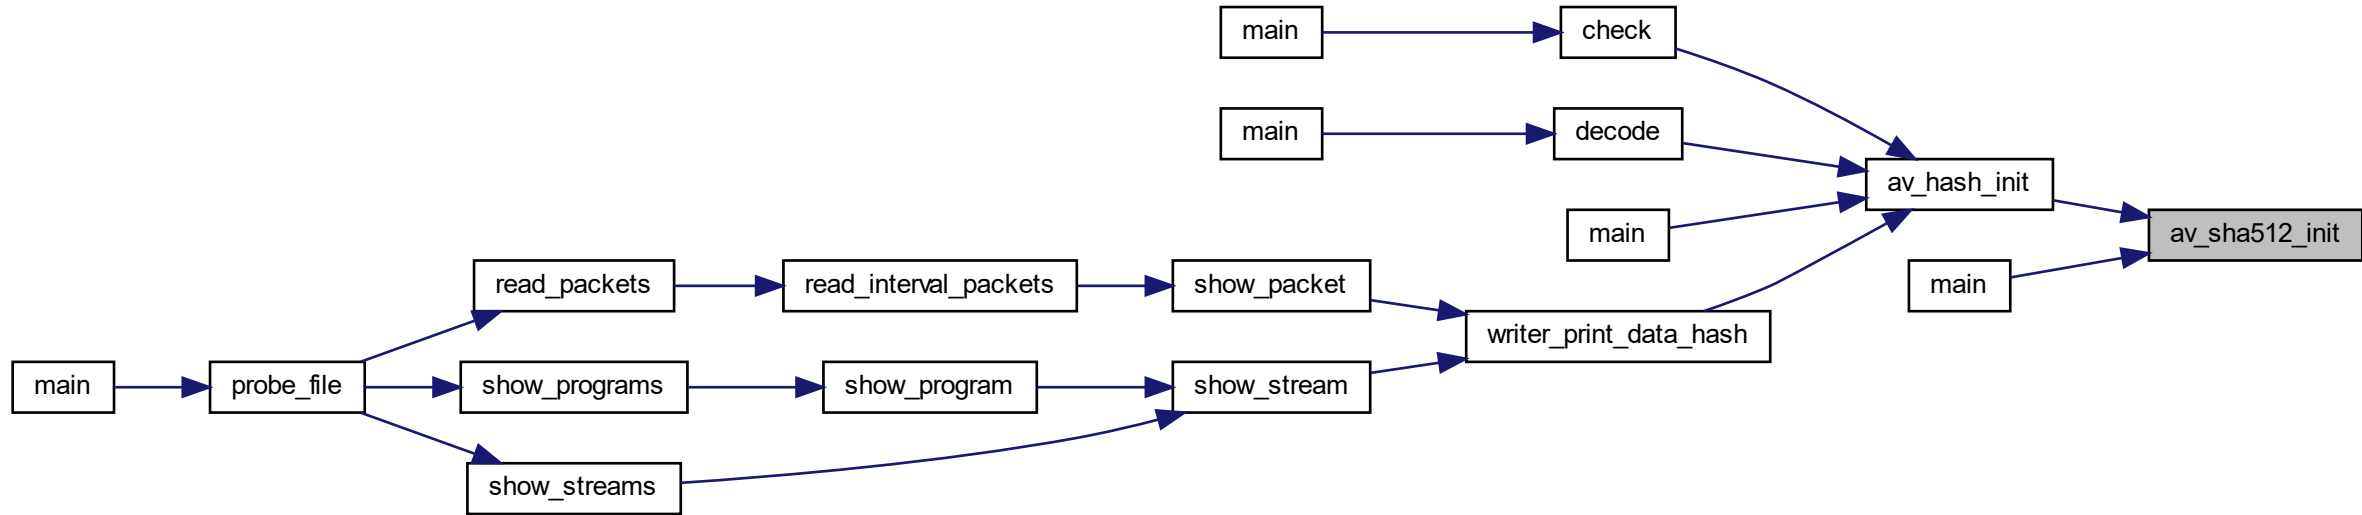 main
check
main
decode
av_hash_init
main
av_sha512_init
read_packets
read_interval_packets
show_packet
main
writer_print_data_hash
main
probe_file
show_programs
show_program
show_stream
show_streams